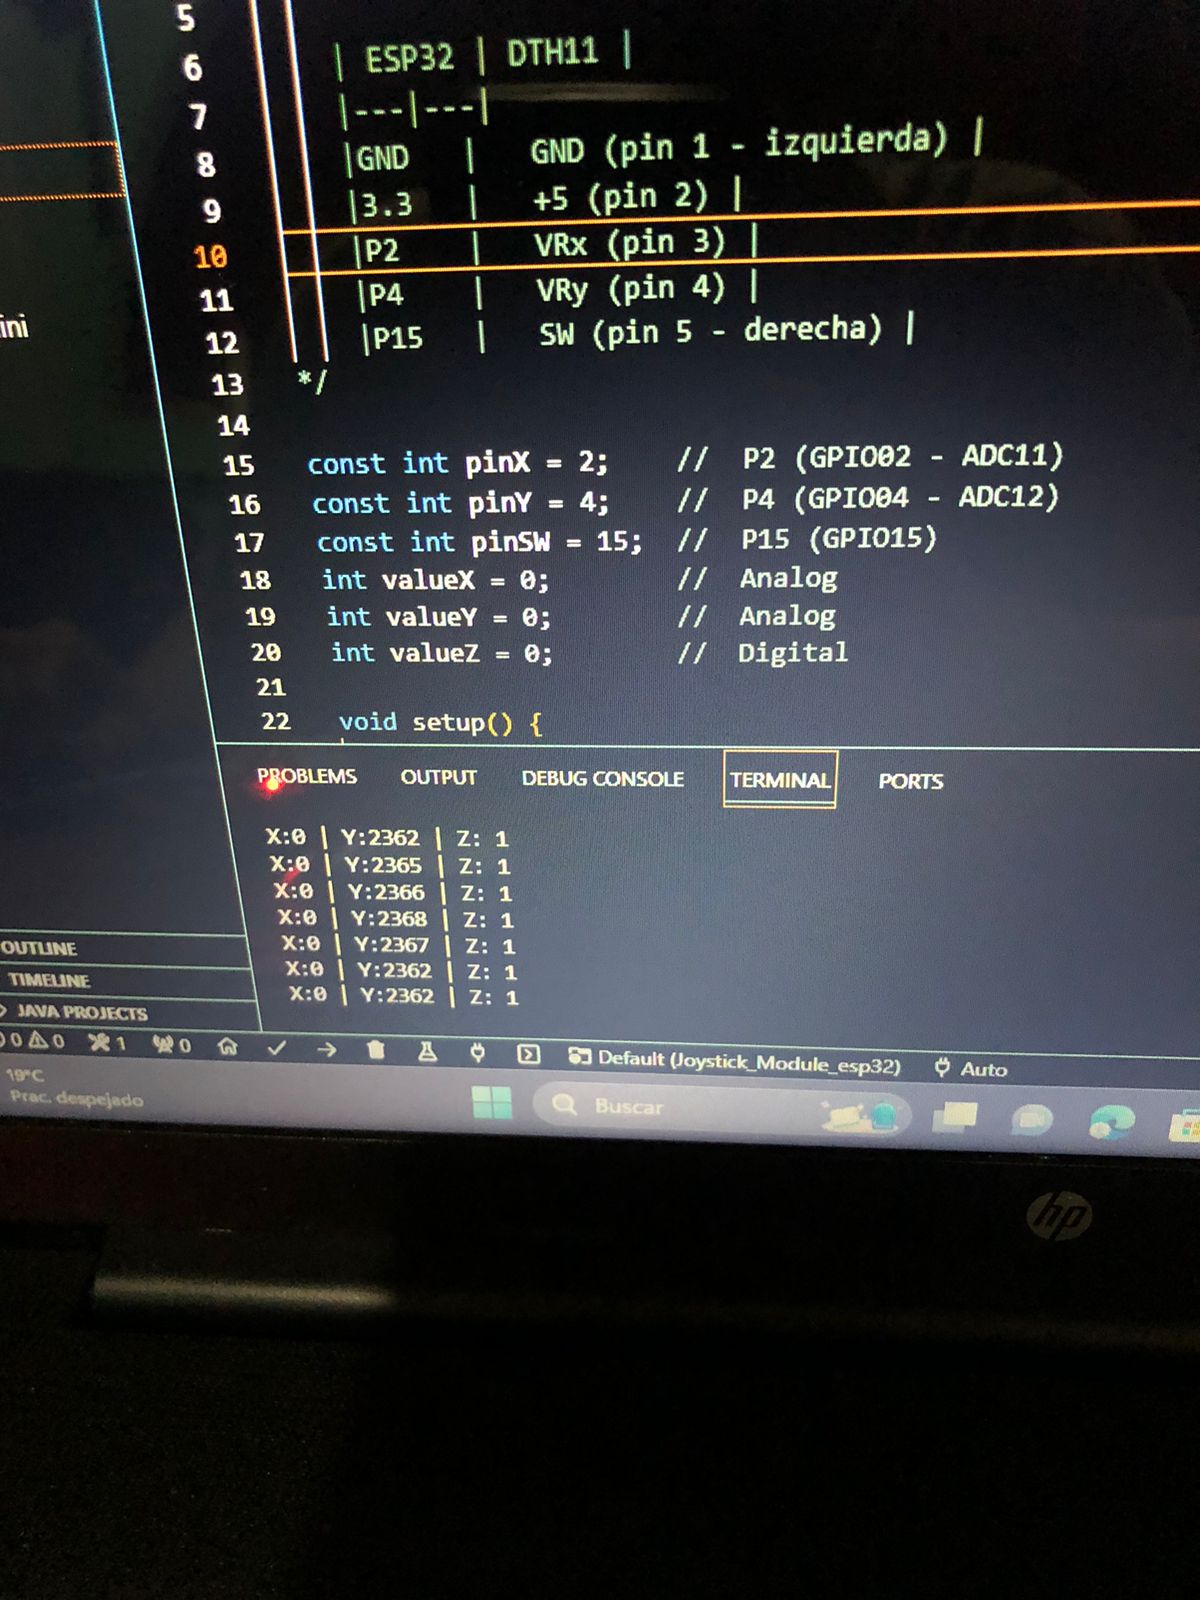 5
6 | ESP32 | DTH11 |
7 |---|---|
8 |GND | GND (pin 1 - izquierda) |
9 |3.3 | +5 (pin 2) |
10 |P2 | VRx (pin 3) |
11 |P4 | VRy (pin 4) |
12 |P15 | SW (pin 5 - derecha) |
13 */
14
15 const int pinX = 2; // P2 (GPIO02 - ADC11)
16 const int pinY = 4; // P4 (GPIO04 - ADC12)
17 const int pinSW = 15; // P15 (GPIO15)
18 int valueX = 0; // Analog
19 int valueY = 0; // Analog
20 int valueZ = 0; // Digital
21
22 void setup() {
ini
PROBLEMS OUTPUT DEBUG CONSOLE TERMINAL PORTS
X:0 | Y:2362 | Z: 1
X:0 | Y:2365 | Z: 1
X:0 | Y:2366 | Z: 1
X:0 | Y:2368 | Z: 1
X:0 | Y:2367 | Z: 1
X:0 | Y:2362 | Z: 1
X:0 | Y:2362 | Z: 1
OUTLINE
TIMELINE
> JAVA PROJECTS
0 0 1 0 Default (Joystick_Module_esp32) Auto
19°C
Prac. despejado
Buscar
hp